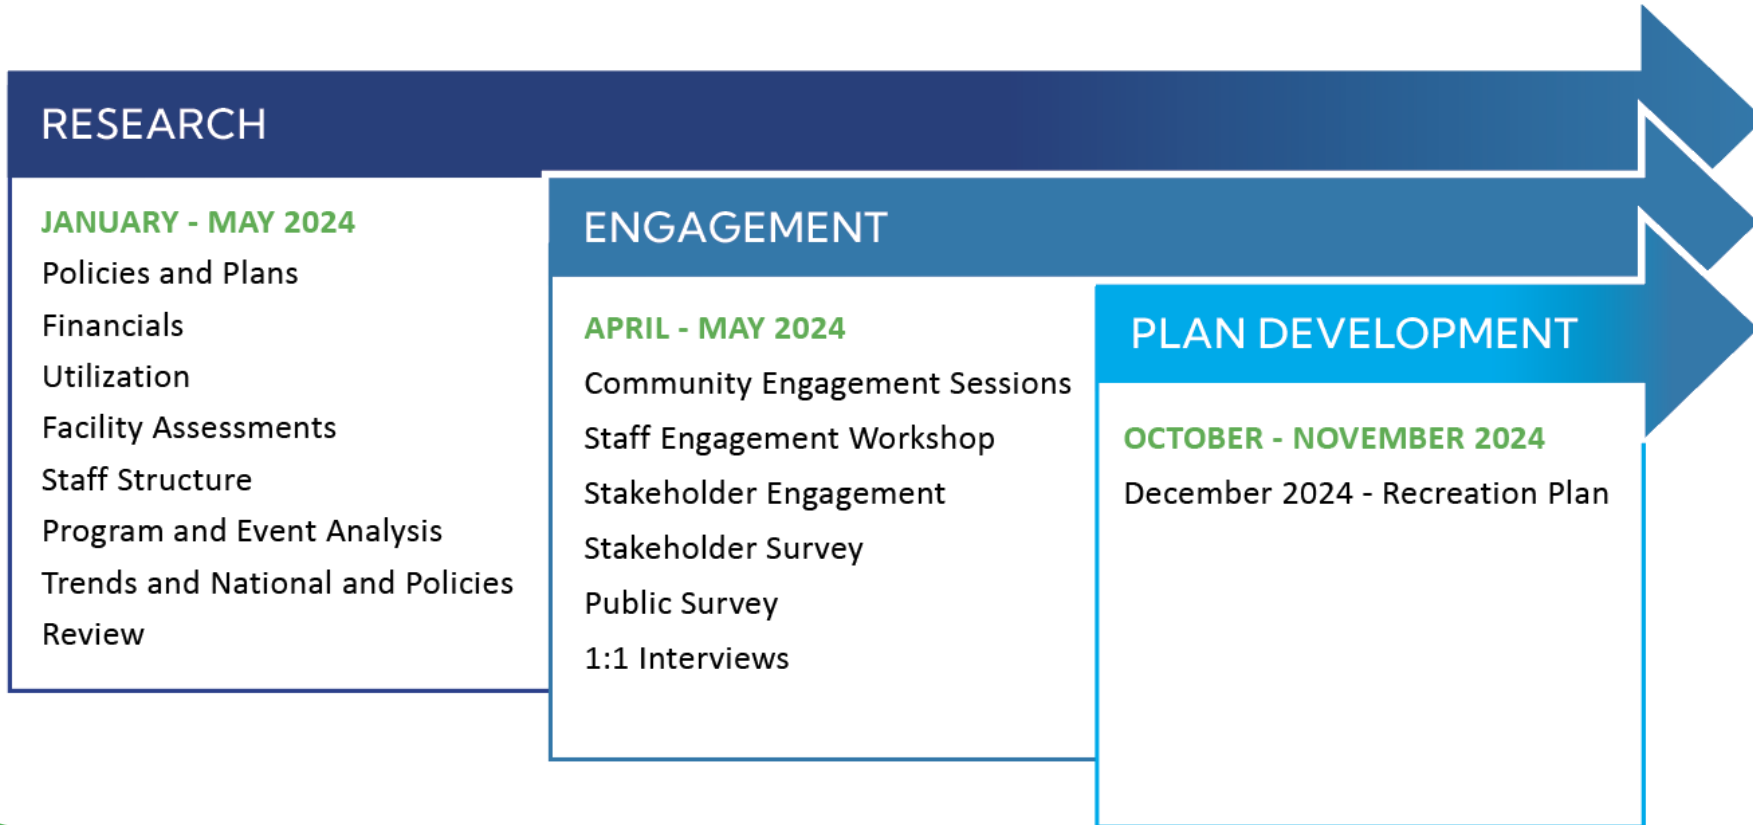 RESEARCH
JANUARY - MAY 2024
Policies and Plans
Financials
Utilization
Facility Assessments
Staff Structure
Program and Event Analysis
Trends and National and Policies
Review
ENGAGEMENT
APRIL - MAY 2024
Community Engagement Sessions
Staff Engagement Workshop
Stakeholder Engagement
Stakeholder Survey
Public Survey
1:1 Interviews
PLAN DEVELOPMENT
OCTOBER - NOVEMBER 2024
December 2024 - Recreation Plan